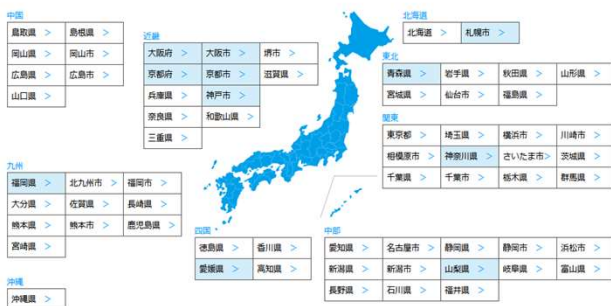 中国
鳥取県 > 島根県 >
岡山県 > 岡山市 >
広島県 > 広島市 >
山口県 >
近畿
大阪府 > 大阪市 > 堺市 >
京都府 > 京都市 > 滋賀県 >
兵庫県 > 神戸市 >
奈良県 > 和歌山県 >
三重県 >
北海道
北海道 > 札幌市 >
東北
青森県 > 岩手県 > 秋田県 > 山形県 >
宮城県 > 仙台市 > 福島県 >
関東
東京都 > 埼玉県 > 横浜市 > 川崎市 >
相模原市 > 神奈川県 > さいたま市 > 茨城県 >
千葉県 > 千葉市 > 栃木県 > 群馬県 >
九州
福岡県 > 北九州市 > 福岡市 >
大分県 > 佐賀県 > 長崎県 >
熊本県 > 熊本市 > 鹿児島県 >
宮崎県 >
沖縄
沖縄県 >
四国
徳島県 > 香川県 >
愛媛県 > 高知県 >
中部
愛知県 > 名古屋市 > 静岡県 > 静岡市 > 浜松市 >
新潟県 > 新潟市 > 山梨県 > 岐阜県 > 富山県 >
長野県 > 石川県 > 福井県 >